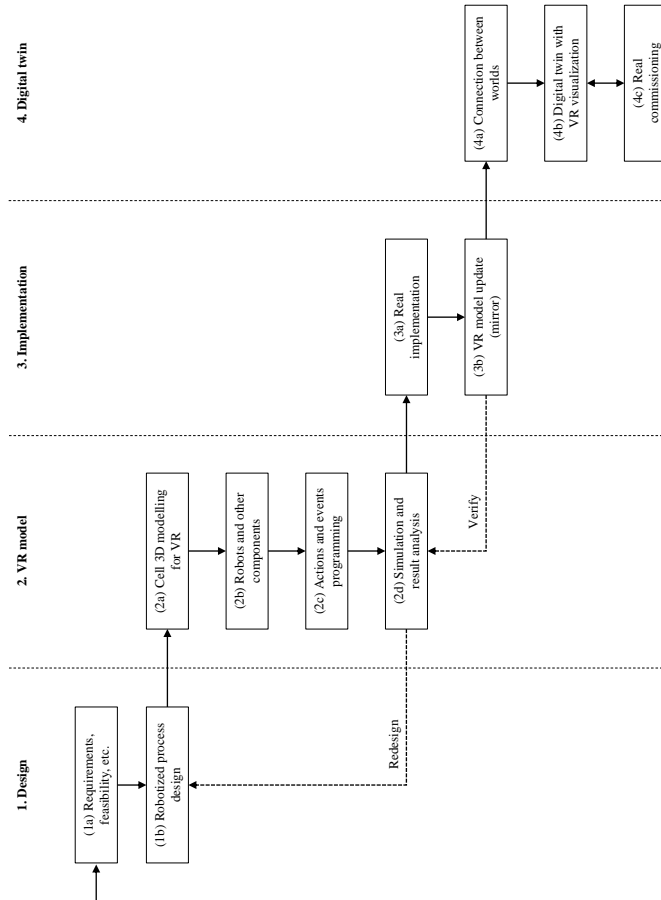 1. Design
2. VR model
3. Implementation
4. Digital twin
(1a) Requirements,
feasibility, etc.
(1b) Robotized process
design
Redesign
(2a) Cell 3D modelling
for VR
(2b) Robots and other
components
(2c) Actions and events
programming
(2d) Simulation and
result analysis
Verify
(3a) Real
implementation
(3b) VR model update
(mirror)
(4a) Connection between
worlds
(4b) Digital twin with
VR visualization
(4c) Real
commissioning